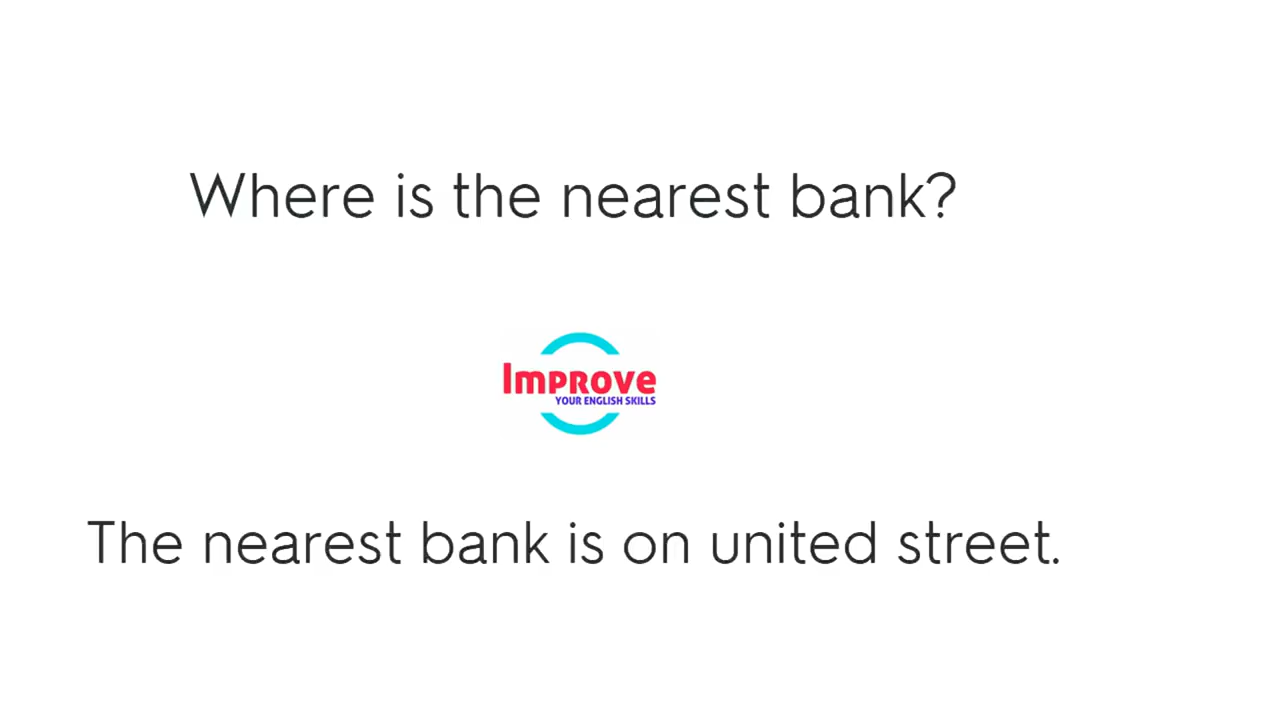 Where is the nearest bank?
Improve
YOUR ENGLISH SKILLS
The nearest bank is on united street.